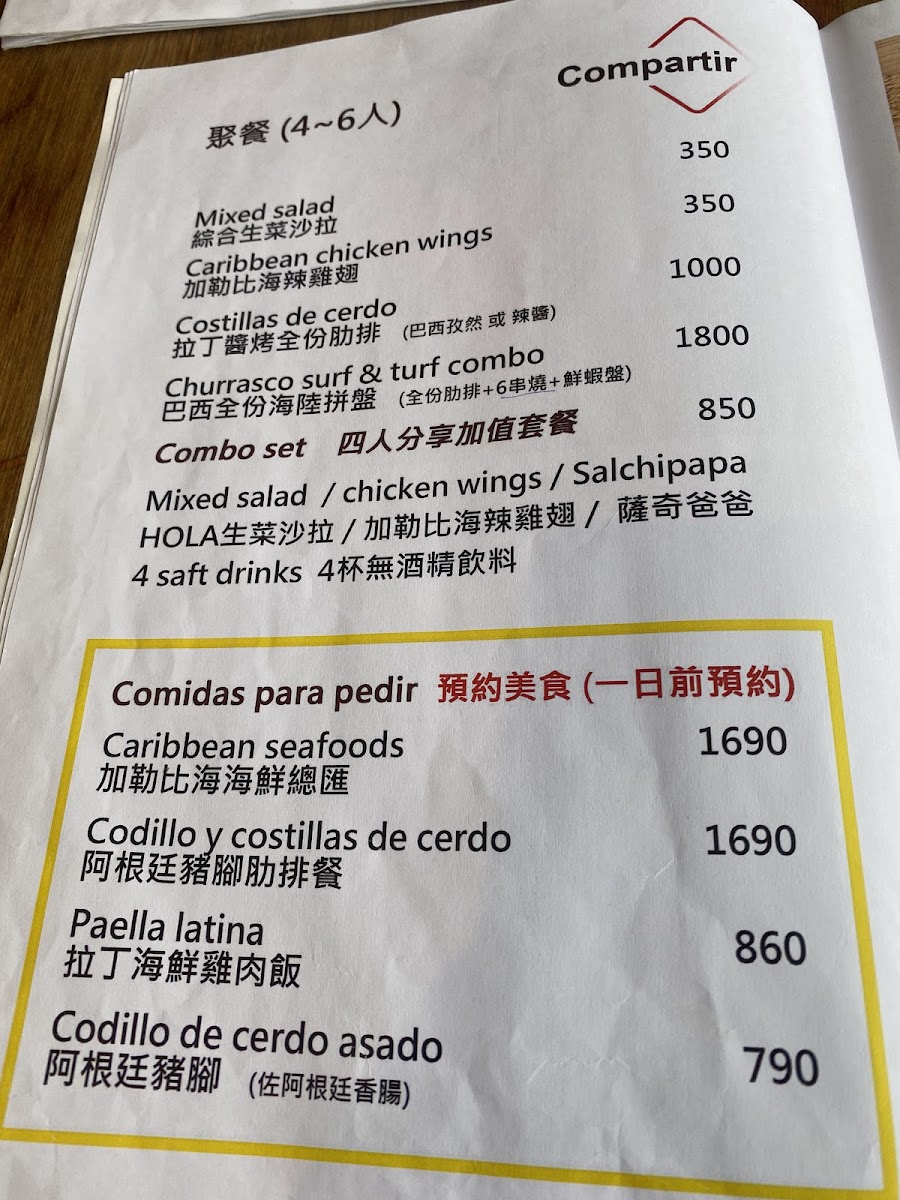 Compartir
聚餐 (4~6人)
Mixed salad 350
綜合生菜沙拉
Caribbean chicken wings 350
加勒比海辣雞翅
Costillas de cerdo 1000
拉丁醬烤全份肋排 (巴西孜然 或 辣醬)
Churrasco surf & turf combo 1800
巴西全份海陸拼盤 (全份肋排+6串燒+鮮蝦盤)
Combo set 四人分享加值套餐 850
Mixed salad / chicken wings / Salchipapa
HOLA生菜沙拉 / 加勒比海辣雞翅 / 薩奇爸爸
4 saft drinks 4杯無酒精飲料
Comidas para pedir 預約美食 (一日前預約)
Caribbean seafoods 1690
加勒比海海鮮總匯
Codillo y costillas de cerdo 1690
阿根廷豬腳肋排餐
Paella latina 860
拉丁海鮮雞肉飯
Codillo de cerdo asado 790
阿根廷豬腳 (佐阿根廷香腸)